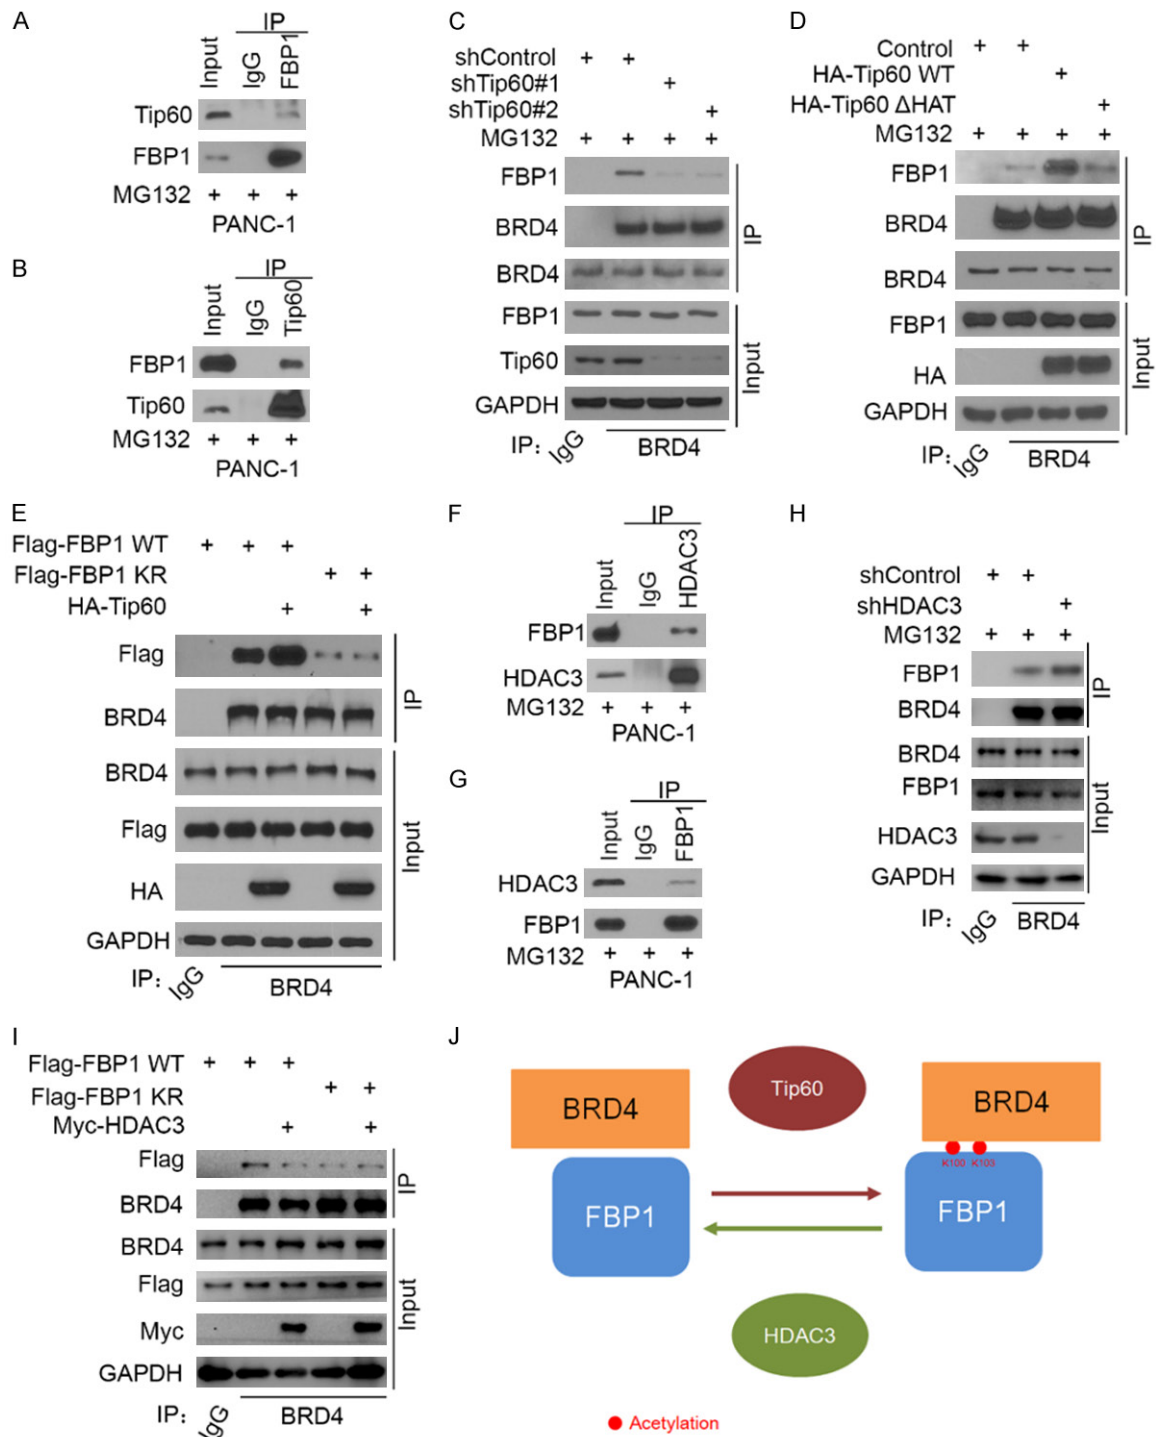 A
IP
Input
IgG
FBP1
Tip60
FBP1
MG132 + + +
PANC-1
B
IP
Input
IgG
Tip60
FBP1
Tip60
MG132 + + +
PANC-1
C
shControl + +
shTip60#1 +
shTip60#2 +
MG132 + + + +
FBP1
BRD4
BRD4
FBP1
Tip60
GAPDH
IP
Input
IP: IgG BRD4
D
Control + +
HA-Tip60 WT +
HA-Tip60 ΔHAT +
MG132 + + + +
FBP1
BRD4
BRD4
FBP1
HA
GAPDH
IP
Input
IP: IgG BRD4
E
Flag-FBP1 WT + + +
Flag-FBP1 KR + +
HA-Tip60 + +
Flag
BRD4
BRD4
Flag
HA
GAPDH
IP
Input
IP: IgG BRD4
F
IP
Input
IgG
HDAC3
FBP1
HDAC3
MG132 + + +
PANC-1
G
IP
Input
IgG
FBP1
HDAC3
FBP1
MG132 + + +
PANC-1
H
shControl + +
shHDAC3 +
MG132 + + +
FBP1
BRD4
BRD4
FBP1
HDAC3
GAPDH
IP
Input
IP: IgG BRD4
I
Flag-FBP1 WT + + +
Flag-FBP1 KR + +
Myc-HDAC3 + +
Flag
BRD4
BRD4
Flag
Myc
GAPDH
IP
Input
IP: IgG BRD4
J
BRD4
FBP1
Tip60
HDAC3
BRD4
K100 K103
FBP1
Acetylation